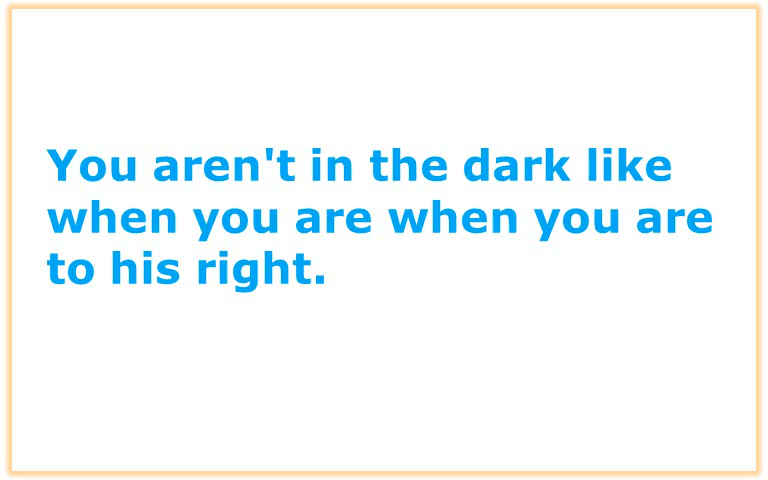 You aren't in the dark like
when you are when you are
to his right.